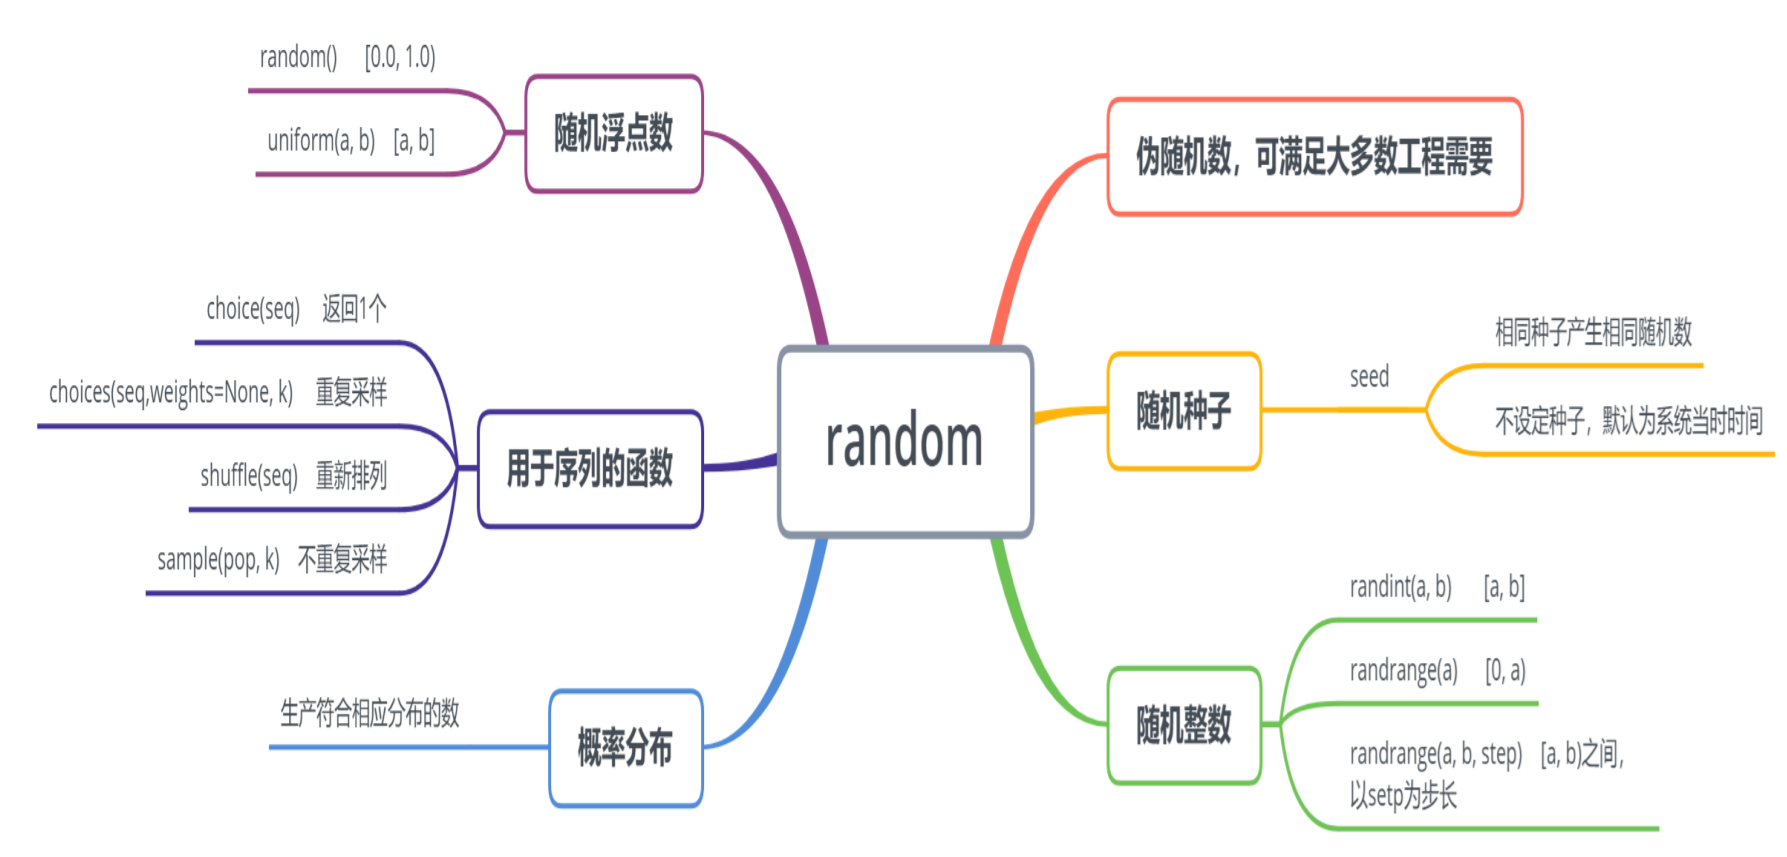 random
伪随机数，可满足大多数工程需要
随机种子
seed
相同种子产生相同随机数
不设定种子，默认为系统当时时间
随机整数
randint(a, b) [a, b]
randrange(a) [0, a)
randrange(a, b, step) [a, b)之间，
以setp为步长
随机浮点数
random() [0.0, 1.0)
uniform(a, b) [a, b]
用于序列的函数
choice(seq) 返回1个
choices(seq,weights=None, k) 重复采样
shuffle(seq) 重新排列
sample(pop, k) 不重复采样
概率分布
生产符合相应分布的数